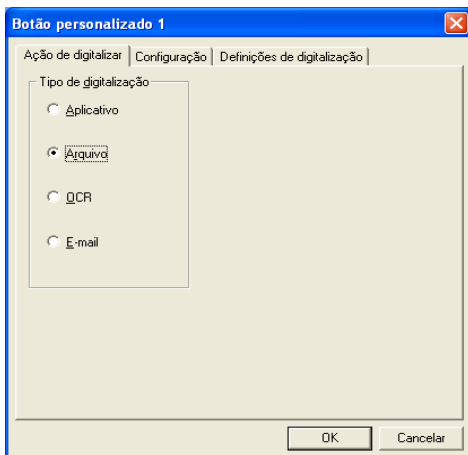 Botão personalizado 1
Ação de digitalizar Configuração Definições de digitalização
Tipo de digitalização
Aplicativo
Arquivo
OCR
E-mail
OK Cancelar